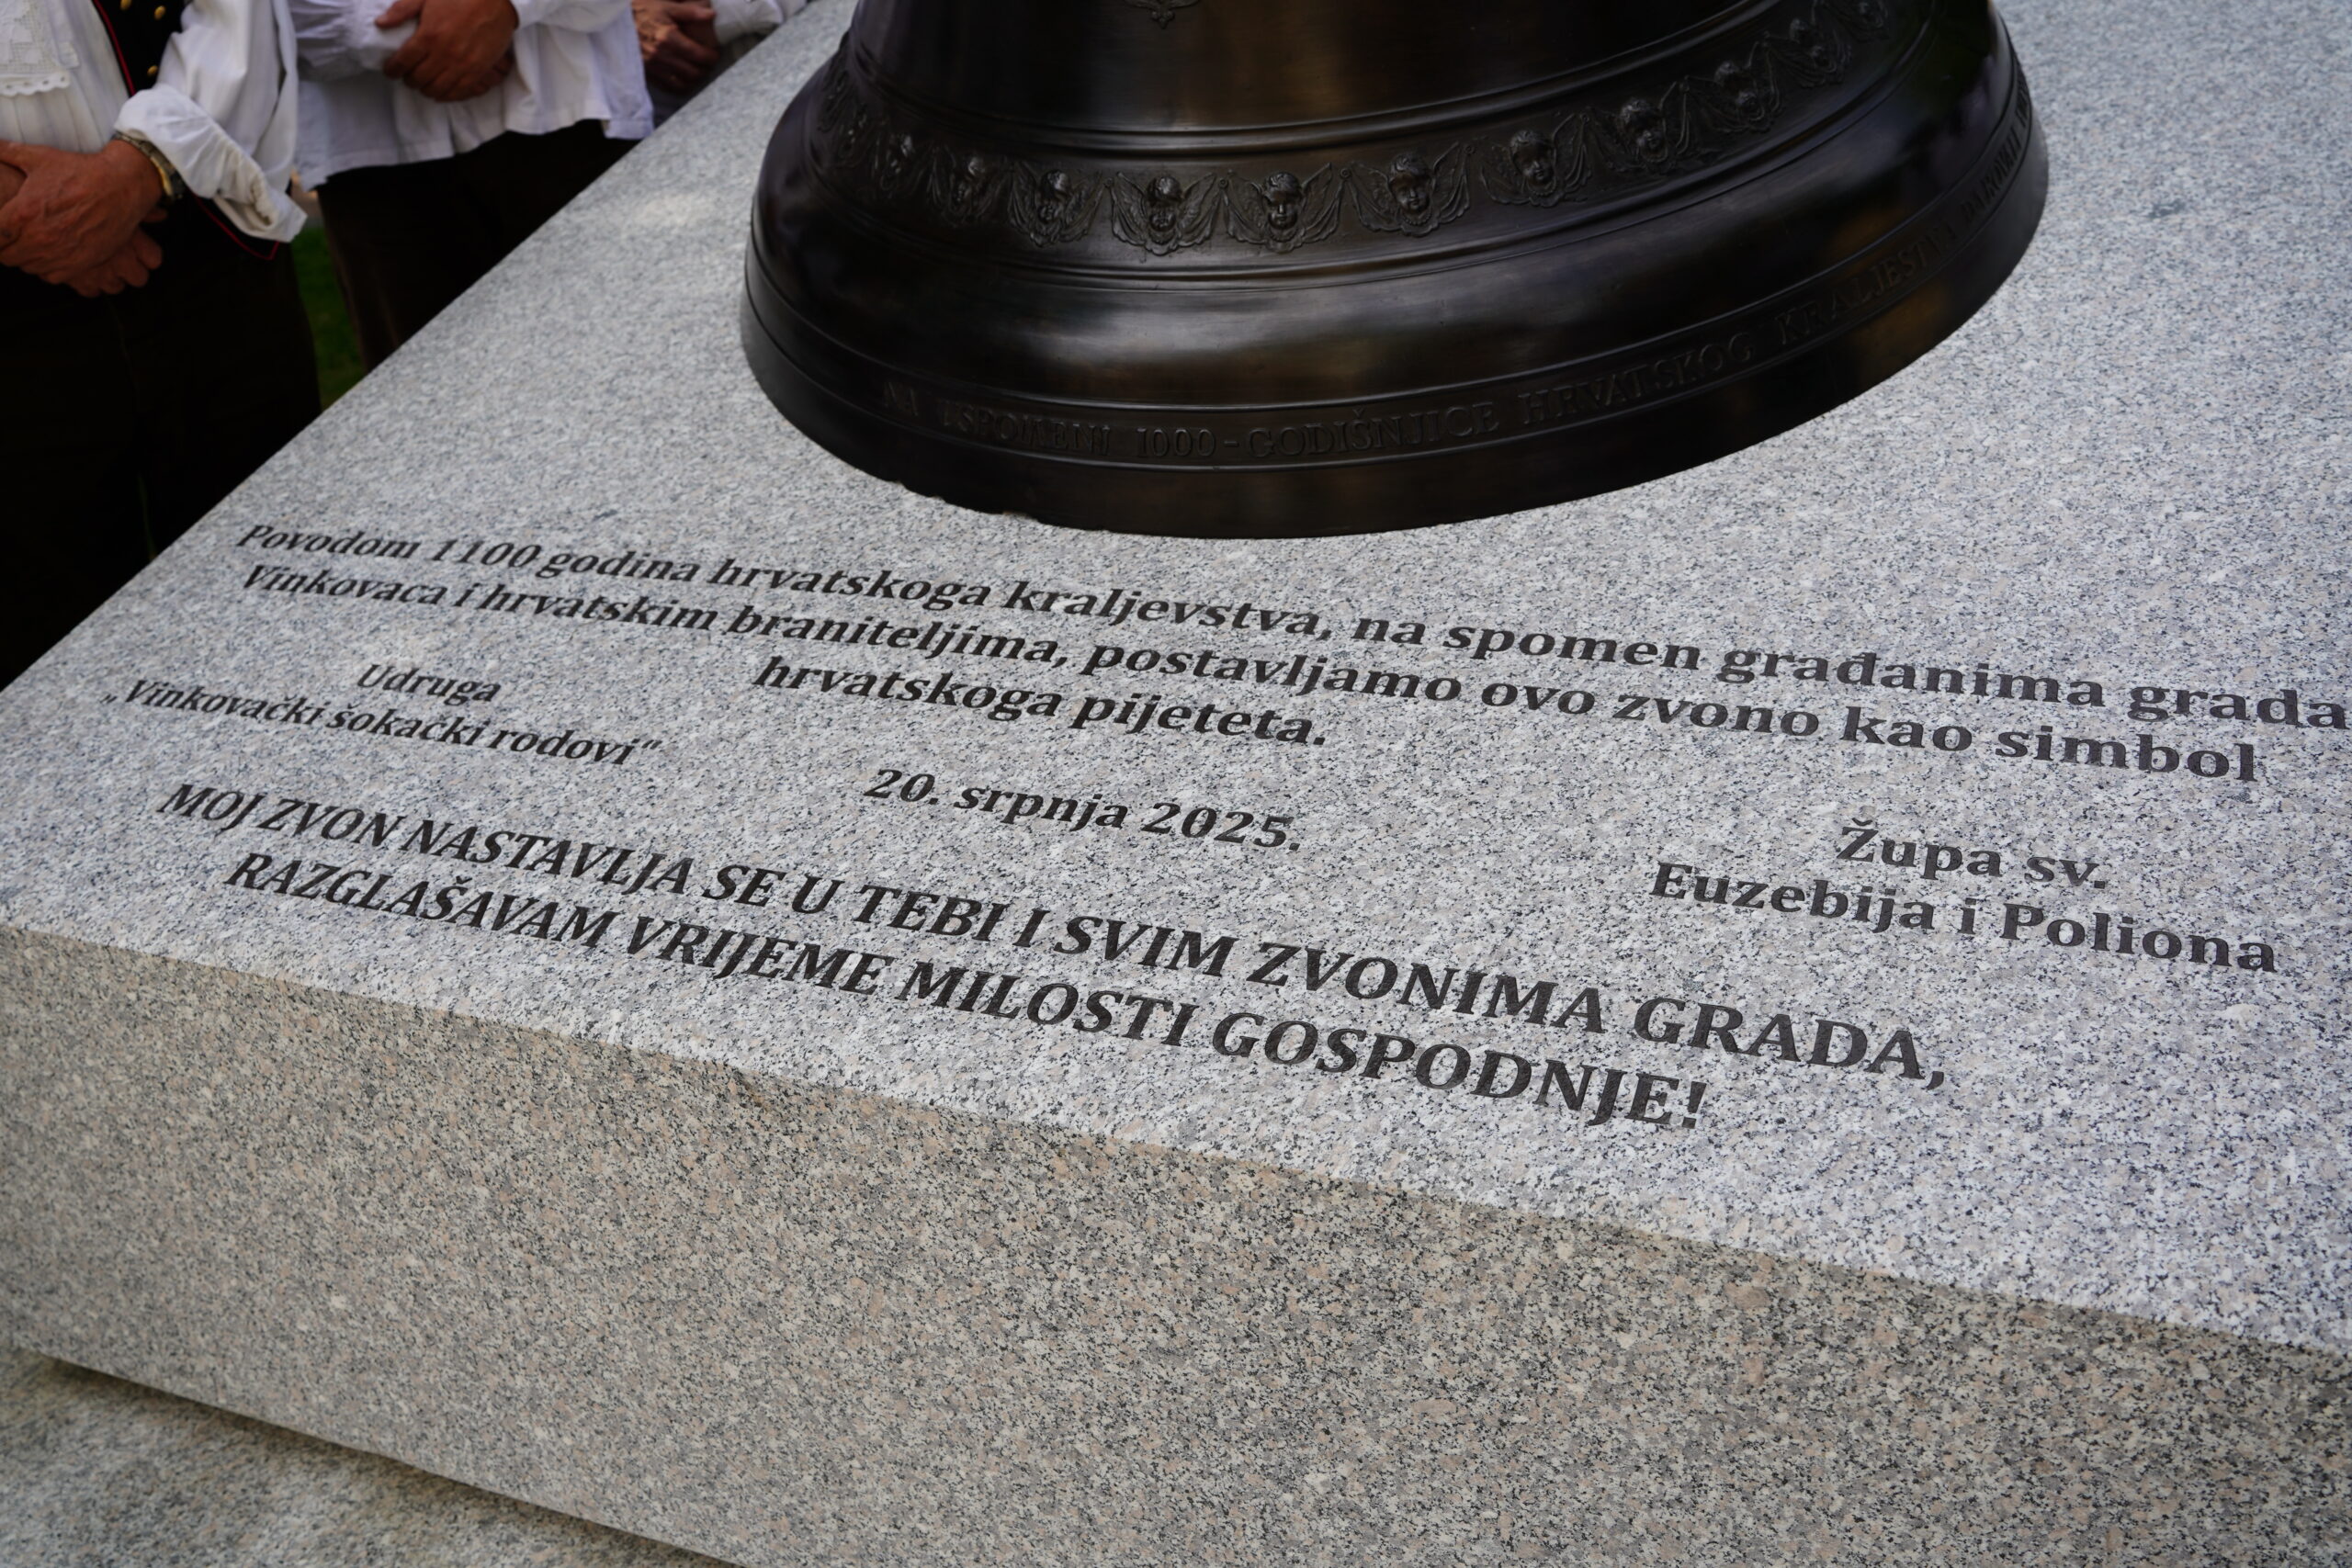 NA USPOMENI 1000-GODIŠNJICE HRVATSKOG KRALJESTVA
Povodom 1100 godina hrvatskoga kraljevstva, na spomen građanima grada
Vinkovaca i hrvatskim braniteljima, postavljamo ovo zvono kao simbol
hrvatskoga pijeteta.
Udruga
„Vinkovački šokački rodovi“
20. srpnja 2025.
Župa sv.
Euzebija i Poliona
MOJ ZVON NASTAVLJA SE U TEBI I SVIM ZVONIMA GRADA,
RAZGLAŠAVAM VRIJEME MILOSTI GOSPODNJE!